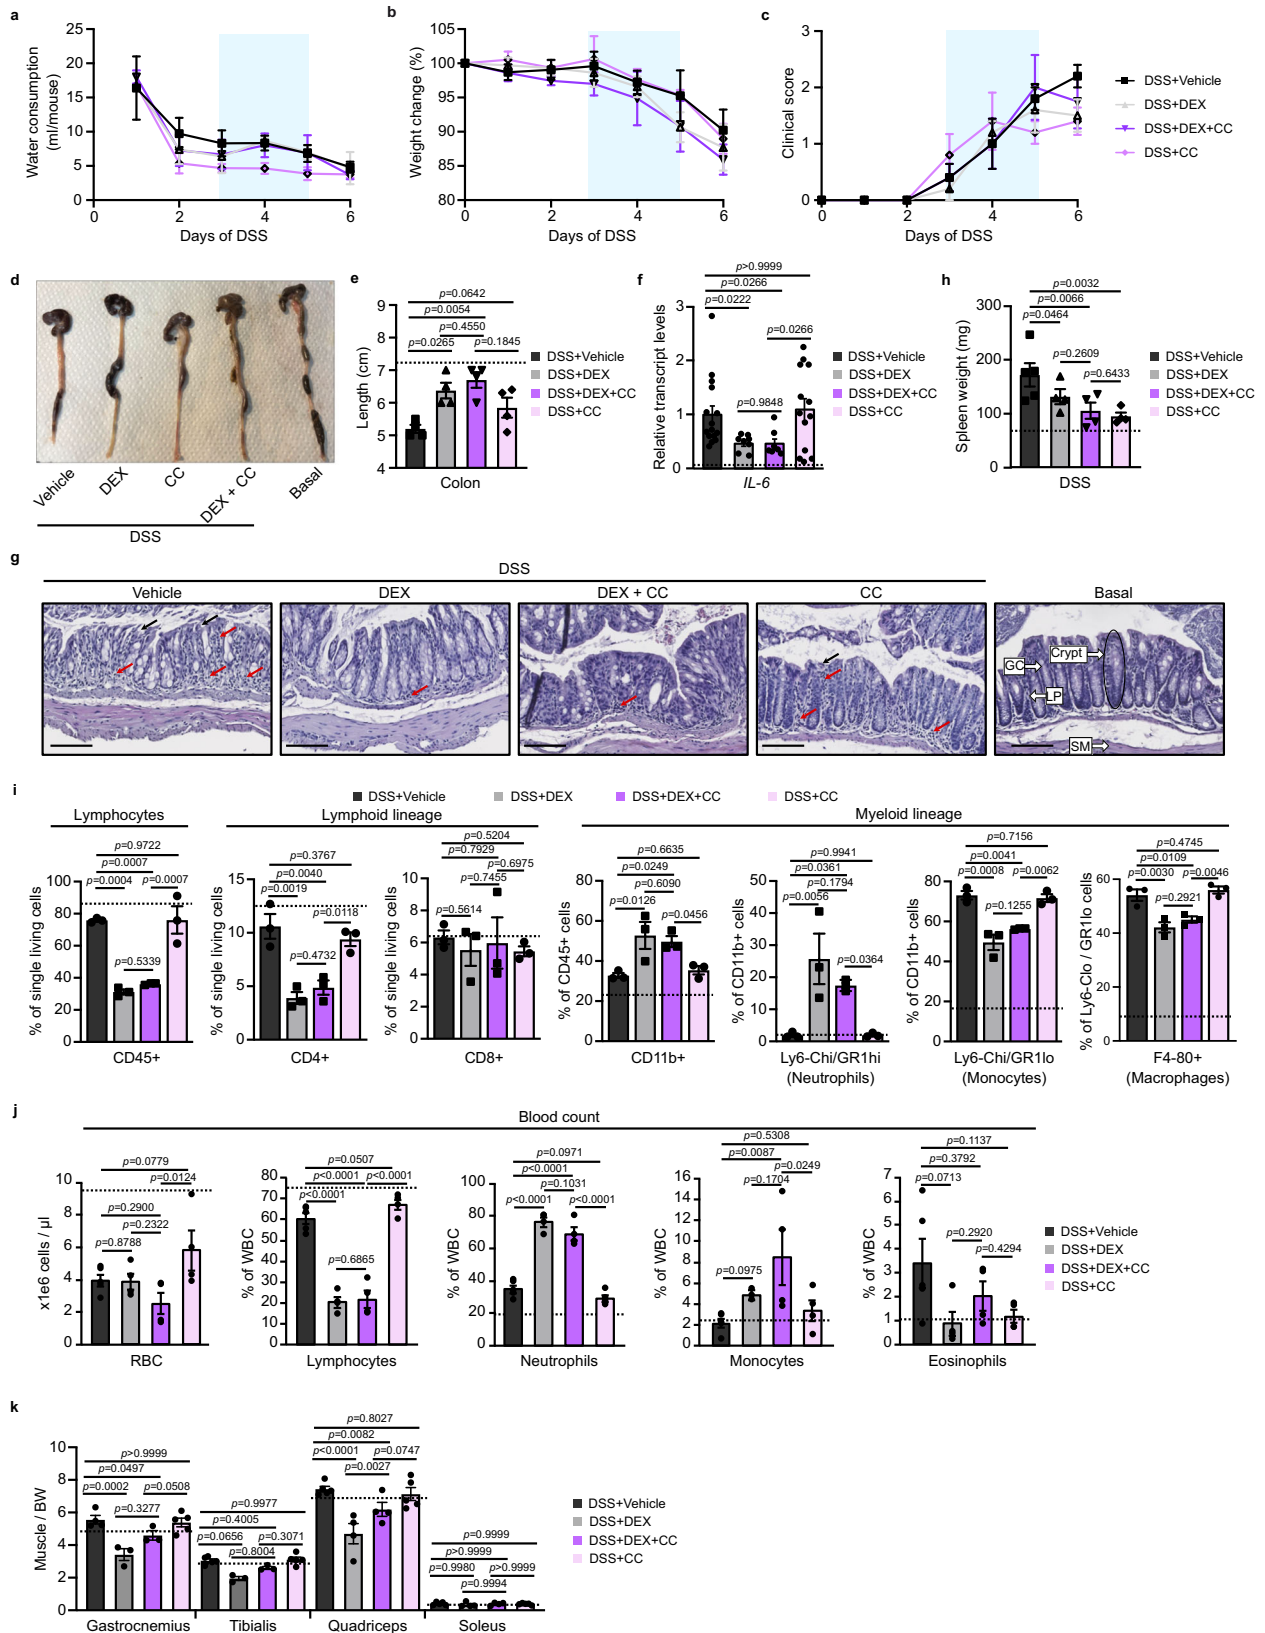 a
Water consumption
(ml/mouse)
25
20
15
10
5
0
0
2
4
6
Days of DSS
b
Weight change (%)
105
100
95
90
85
80
0
2
4
6
Days of DSS
c
Clinical score
3
2
1
0
0
2
4
6
Days of DSS
DSS+Vehicle
DSS+DEX
DSS+DEX+CC
DSS+CC
d
Vehicle
DEX
CC
DEX + CC
Basal
DSS
e
p=0.0642
p=0.0054
p=0.4550
p=0.0265
p=0.1845
Length (cm)
9
8
7
6
5
4
Colon
DSS+Vehicle
DSS+DEX
DSS+DEX+CC
DSS+CC
f
p>0.9999
p=0.0266
p=0.0222
p=0.0266
p=0.9848
Relative transcript levels
3
2
1
0
IL-6
DSS+Vehicle
DSS+DEX
DSS+DEX+CC
DSS+CC
h
p=0.0032
p=0.0066
p=0.0464
p=0.2609
p=0.6433
Spleen weight (mg)
300
200
100
0
DSS
DSS+Vehicle
DSS+DEX
DSS+DEX+CC
DSS+CC
g
DSS
Vehicle
DEX
DEX + CC
CC
Basal
Crypt
GC
LP
SM
i
DSS+Vehicle
DSS+DEX
DSS+DEX+CC
DSS+CC
Lymphocytes
Lymphoid lineage
Myeloid lineage
p=0.9722
p=0.0007
p=0.0004
p=0.0007
p=0.5339
% of single living cells
100
80
60
40
20
0
CD45+
p=0.3767
p=0.0040
p=0.0019
p=0.0118
p=0.4732
% of single living cells
15
10
5
0
CD4+
p=0.5204
p=0.7929
p=0.6975
p=0.7455
p=0.5614
% of single living cells
10
8
6
4
2
0
CD8+
p=0.6635
p=0.0249
p=0.6090
p=0.0126
p=0.0456
% of CD45+ cells
80
60
40
20
0
CD11b+
p=0.9941
p=0.0361
p=0.1794
p=0.0056
p=0.0364
% of CD11b+ cells
50
40
30
20
10
0
Ly6-Chi/GR1hi
(Neutrophils)
p=0.7156
p=0.0041
p=0.0008
p=0.0062
p=0.1255
% of CD11b+ cells
80
60
40
20
0
Ly6-Chi/GR1lo
(Monocytes)
p=0.4745
p=0.0109
p=0.0030
p=0.0046
p=0.2921
% of Ly6-Clo / GR1lo cells
60
40
20
0
F4-80+
(Macrophages)
j
Blood count
p=0.0779
p=0.0124
p=0.2900
p=0.2322
p=0.8788
x1e6 cells / µl
10
8
6
4
2
0
RBC
p=0.0507
p<0.0001
p<0.0001
p<0.0001
p=0.6865
% of WBC
80
70
60
50
40
30
20
10
0
Lymphocytes
p=0.0971
p<0.0001
p=0.1031
p<0.0001
p<0.0001
% of WBC
100
80
60
40
20
0
Neutrophils
p=0.5308
p=0.0087
p=0.0249
p=0.1704
p=0.0975
% of WBC
16
14
12
10
8
6
4
2
0
Monocytes
p=0.1137
p=0.3792
p=0.0713
p=0.2920
p=0.4294
% of WBC
7
6
5
4
3
2
1
0
Eosinophils
DSS+Vehicle
DSS+DEX
DSS+DEX+CC
DSS+CC
k
Muscle / BW
10
8
6
4
2
0
p>0.9999
p=0.0497
p=0.0002
p=0.0508
p=0.3277
Gastrocnemius
p=0.9977
p=0.4005
p=0.0656
p=0.3071
p=0.8004
Tibialis
p=0.8027
p=0.0082
p<0.0001
p=0.0747
p=0.0027
Quadriceps
p=0.9999
p>0.9999
p=0.9980
p>0.9999
p=0.9994
Soleus
DSS+Vehicle
DSS+DEX
DSS+DEX+CC
DSS+CC